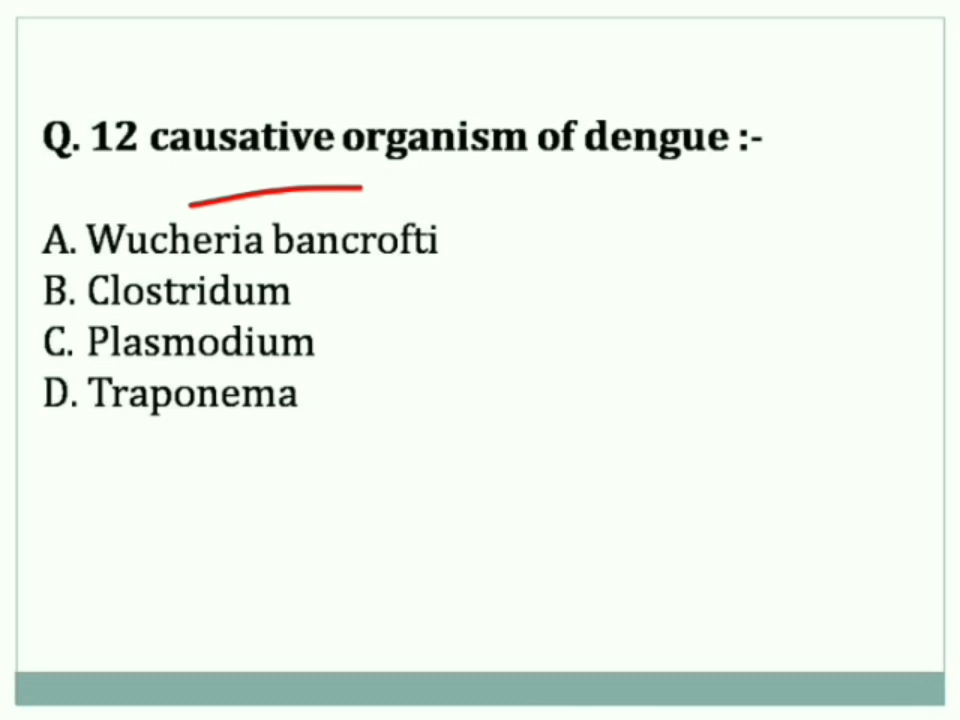 Q. 12 causative organism of dengue :-
A. Wucheria bancrofti
B. Clostridum
C. Plasmodium
D. Traponema